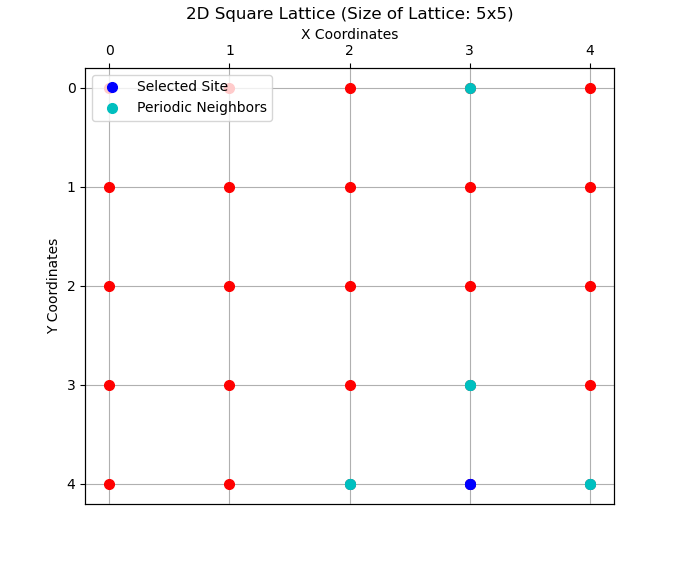 2D Square Lattice (Size of Lattice: 5x5)
X Coordinates
0 1 2 3 4
Selected Site
Periodic Neighbors
Y Coordinates
0
1
2
3
4